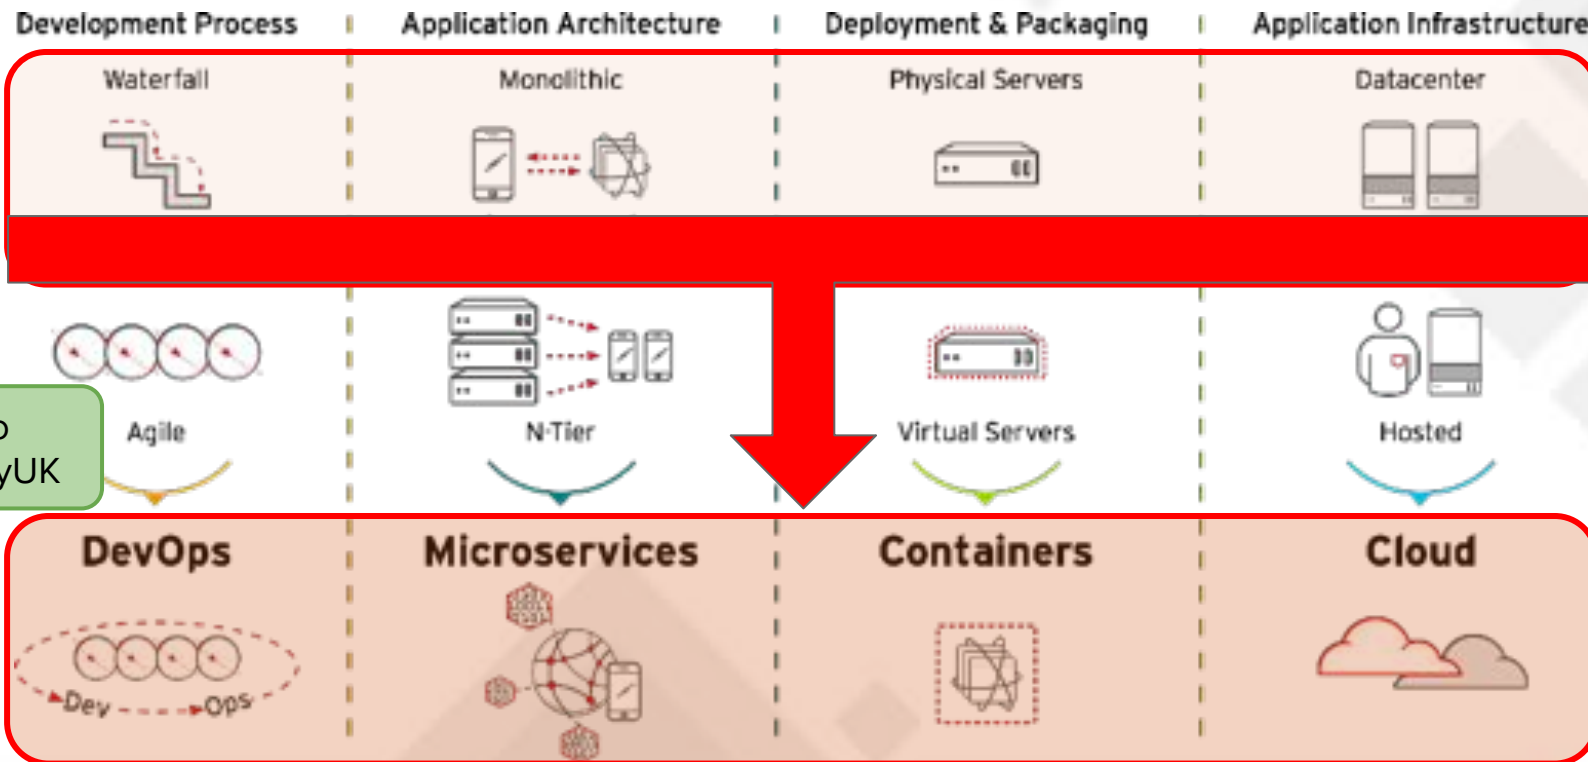 Development Process
Application Architecture
Deployment & Packaging
Application Infrastructure
Waterfall
Monolithic
Physical Servers
Datacenter
Agile
N-Tier
Virtual Servers
Hosted
yUK
DevOps
Microservices
Containers
Cloud
Dev
Ops